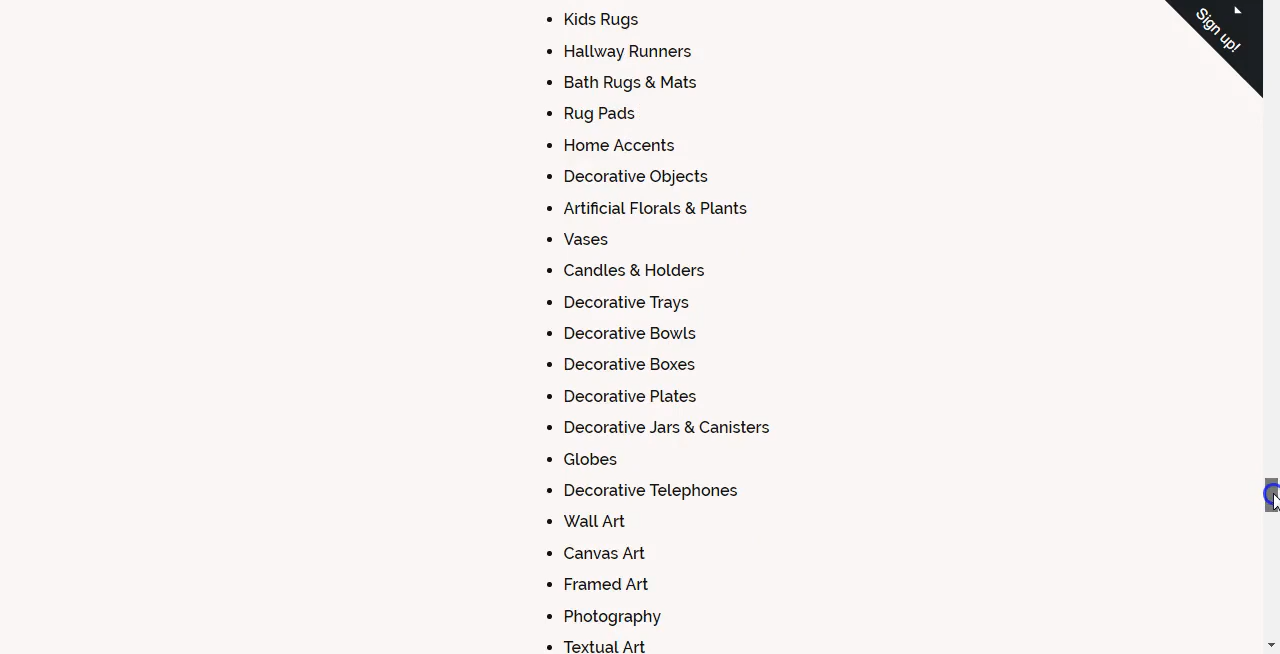 Kids Rugs
Hallway Runners
Bath Rugs & Mats
Rug Pads
Home Accents
Decorative Objects
Artificial Florals & Plants
Vases
Candles & Holders
Decorative Trays
Decorative Bowls
Decorative Boxes
Decorative Plates
Decorative Jars & Canisters
Globes
Decorative Telephones
Wall Art
Canvas Art
Framed Art
Photography
Textual Art
Sign up!